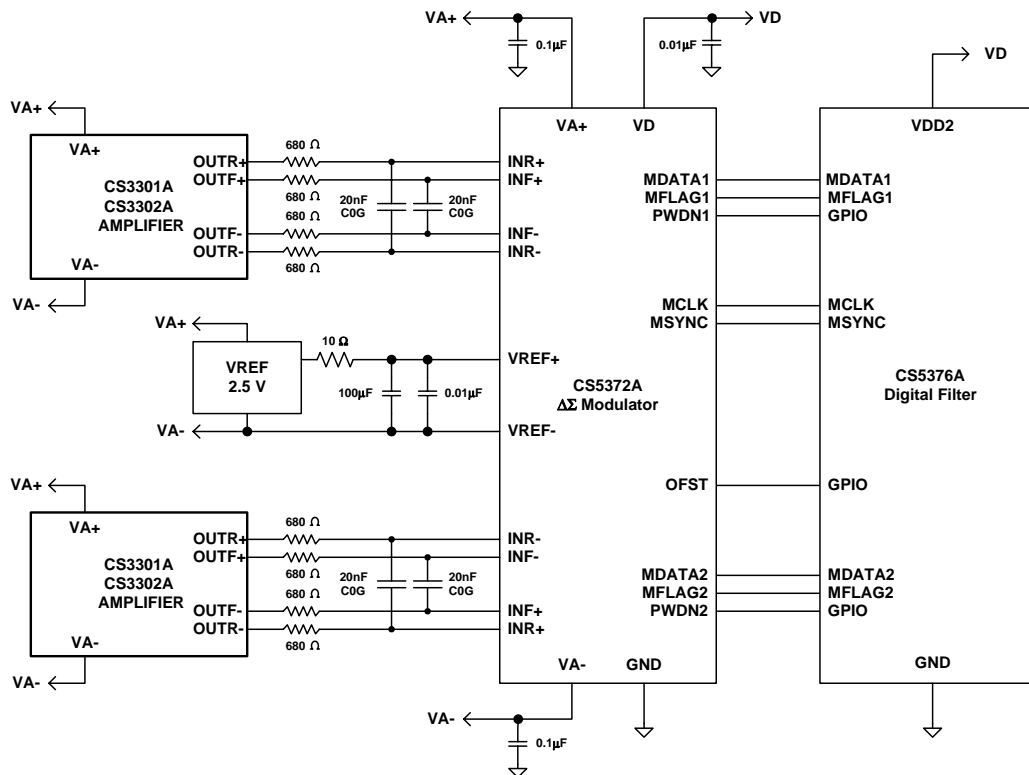 VA+
0.1µF
VD
0.01µF
VD
VA+
VA+
CS3301A
CS3302A
AMPLIFIER
VA-
VA-
OUTR+
OUTF+
OUTF-
OUTR-
680 Ω
680 Ω
680 Ω
680 Ω
20nF
C0G
20nF
C0G
VA+
VREF
2.5 V
VA-
10 Ω
100µF
0.01µF
VA+
VA+
CS3301A
CS3302A
AMPLIFIER
VA-
VA-
OUTR+
OUTF+
OUTF-
OUTR-
680 Ω
680 Ω
680 Ω
680 Ω
20nF
C0G
20nF
C0G
VA+
VD
INR+
INF+
INF-
INR-
VREF+
VREF-
INR-
INF-
INF+
INR+
CS5372A
ΔΣ Modulator
MDATA1
MFLAG1
PWDN1
MCLK
MSYNC
OFST
MDATA2
MFLAG2
PWDN2
VA-
GND
VA-
0.1µF
VDD2
MDATA1
MFLAG1
GPIO
MCLK
MSYNC
CS5376A
Digital Filter
GPIO
MDATA2
MFLAG2
GPIO
GND